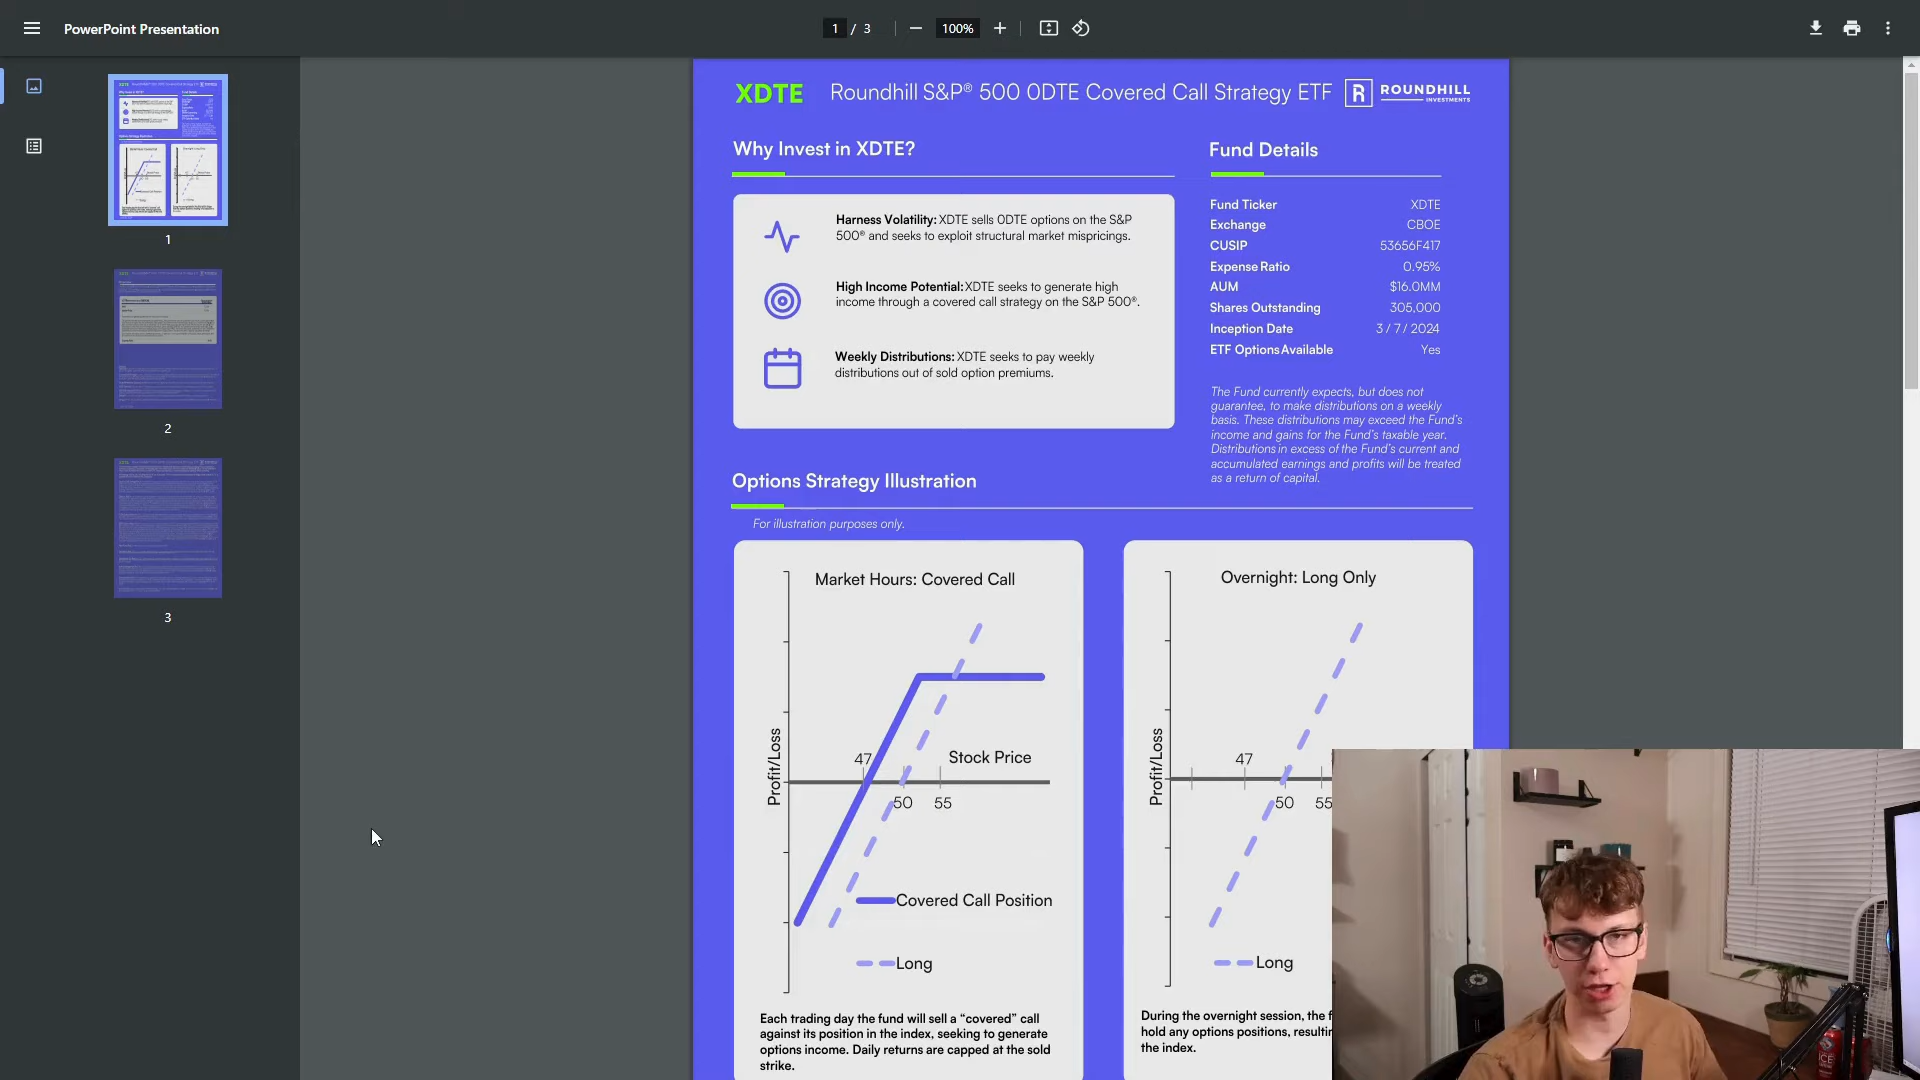 PowerPoint Presentation
1 / 3
100%
1
2
3
XDTE Roundhill S&P® 500 0DTE Covered Call Strategy ETF R ROUNDHILL
INVESTMENTS
Why Invest in XDTE?
Harness Volatility: XDTE sells 0DTE options on the S&P
500® and seeks to exploit structural market mispricings.
High Income Potential: XDTE seeks to generate high
income through a covered call strategy on the S&P 500®.
Weekly Distributions: XDTE seeks to pay weekly
distributions out of sold option premiums.
Fund Details
Fund Ticker XDTE
Exchange CBOE
CUSIP 53656F417
Expense Ratio 0.95%
AUM $16.0MM
Shares Outstanding 305,000
Inception Date 3 / 7 / 2024
ETF Options Available Yes
The Fund currently expects, but does not
guarantee, to make distributions on a weekly
basis. These distributions may exceed the Fund's
income and gains for the Fund's taxable year.
Distributions in excess of the Fund's current and
accumulated earnings and profits will be treated
as a return of capital.
Options Strategy Illustration
For illustration purposes only.
Market Hours: Covered Call
Profit/Loss
47
Stock Price
50 55
Covered Call Position
Long
Each trading day the fund will sell a “covered” call
against its position in the index, seeking to generate
options income. Daily returns are capped at the sold
strike.
Overnight: Long Only
Profit/Loss
47
50 55
Long
During the overnight session, the
hold any options positions,
the index.